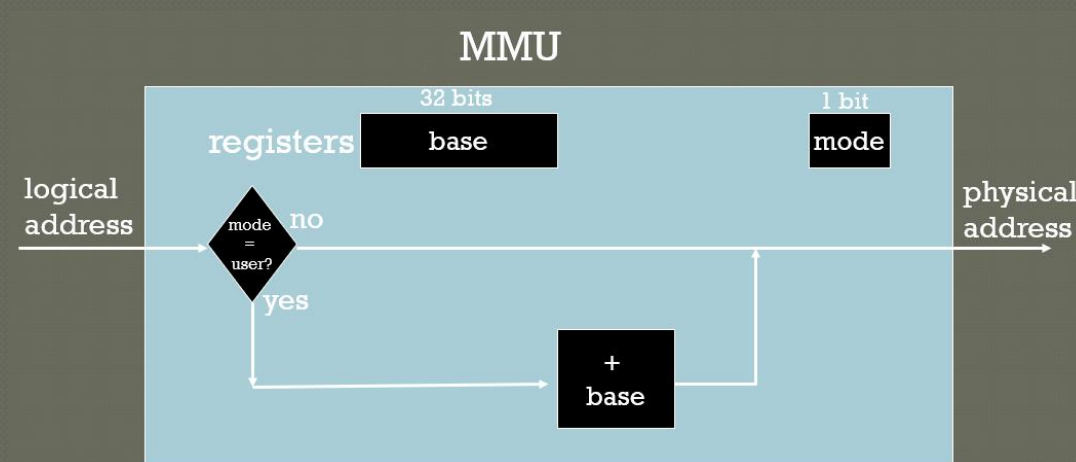 MMU
32 bits
1 bit
registers
base
mode
logical
address
mode
=
user?
no
yes
+
base
physical
address